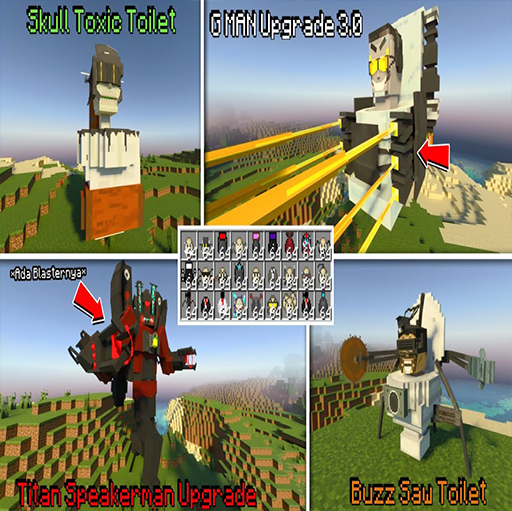 Skull Toxic Toilet
G MAN Upgrade 3.0
*Ada Blasternya*
Titan Speakerman Upgrade
Buzz Saw Toilet